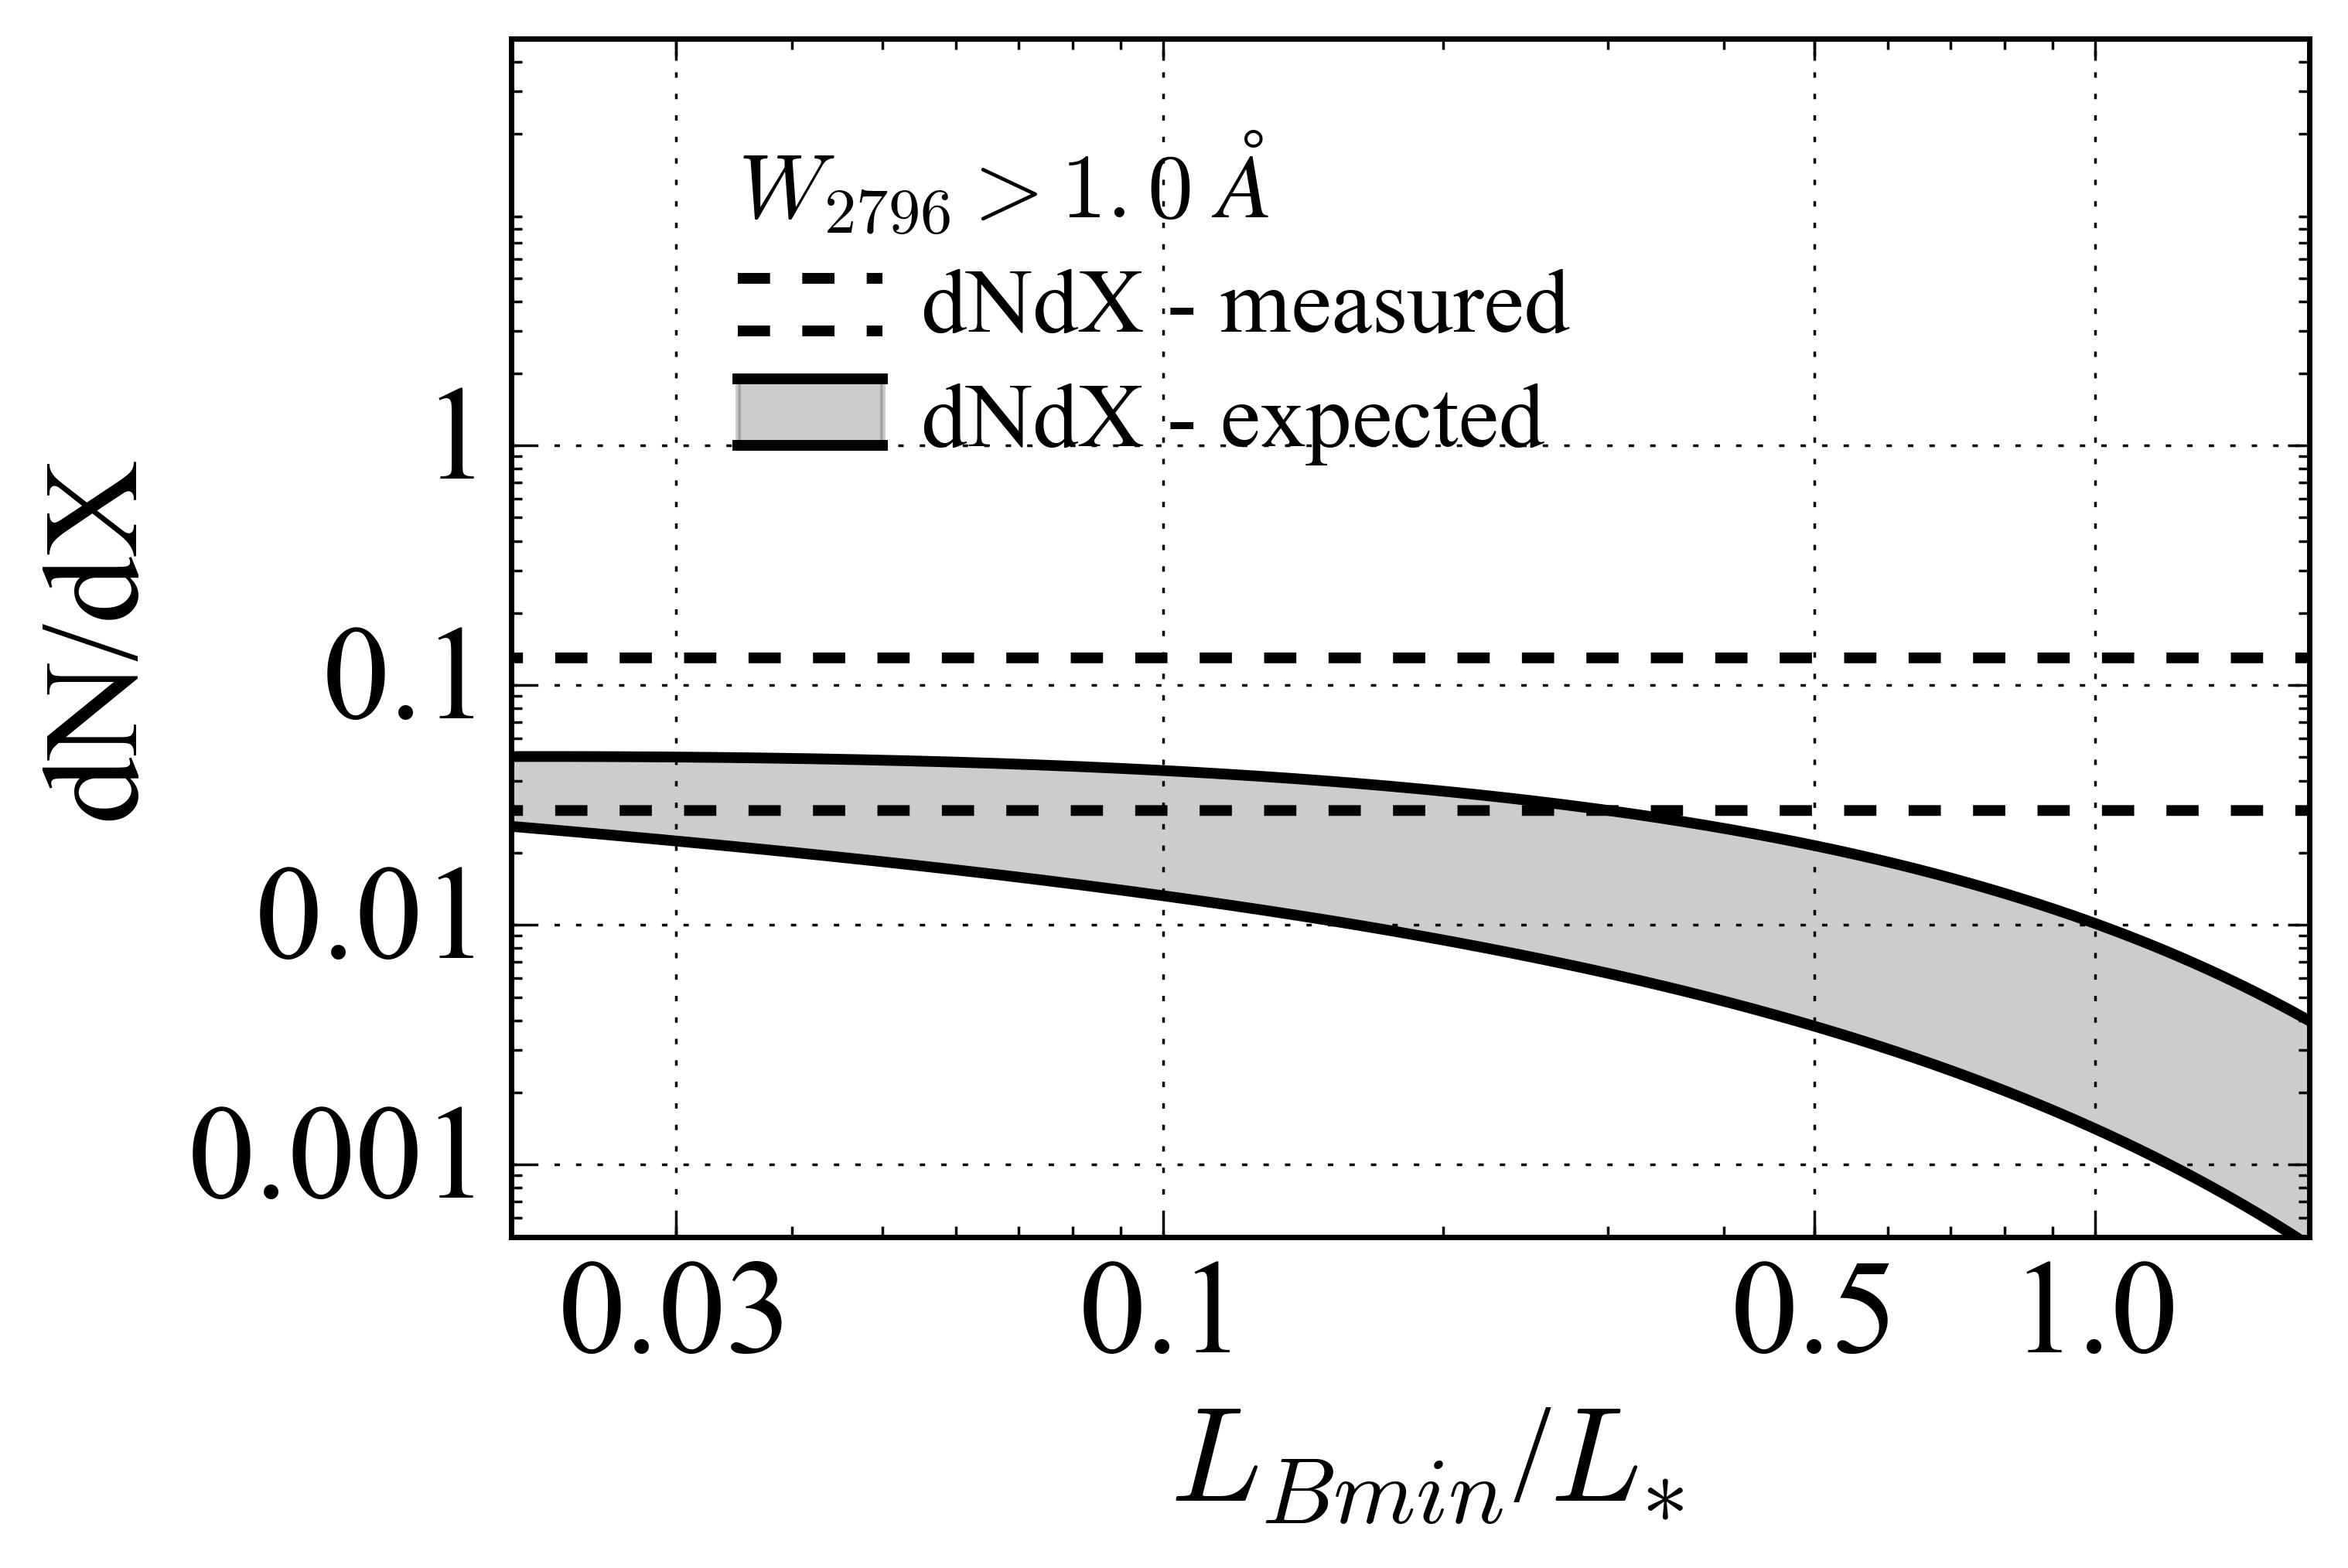 W2796 > 1.0 Å
dNdX - measured
dNdX - expected
dN/dX
1
0.1
0.01
0.001
0.03 0.1 0.5 1.0
LBmin/L*